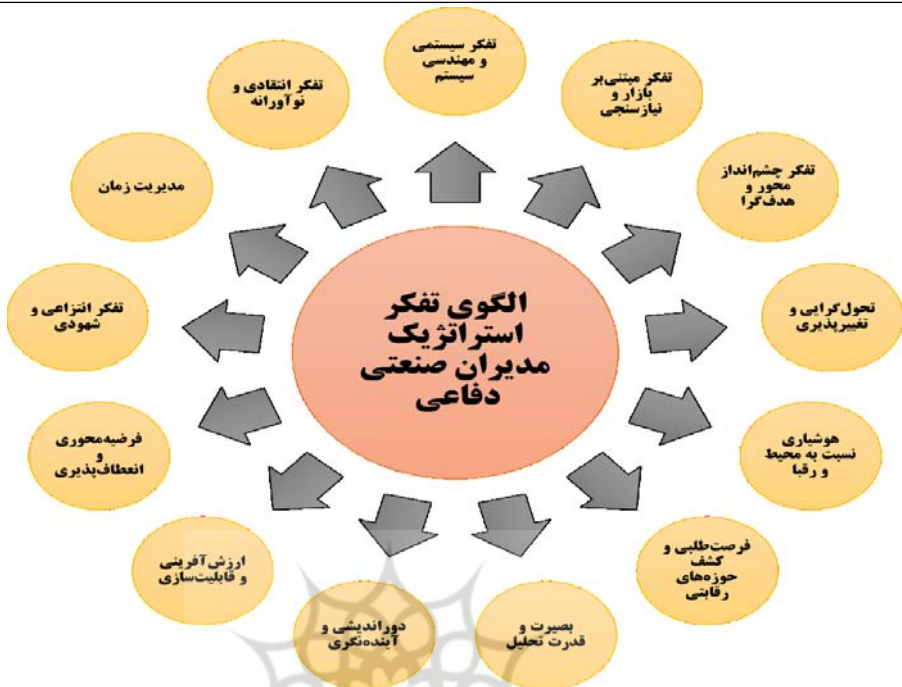 الگوی تفکر
استراتژیک
مدیران صنعتی
دفاعی
تفکر سیستمی
و مهندسی
سیستم
تفکر مبتنی‌بر
بازار و
نیازسنجی
تفکر چشم‌انداز
محور و
هدف‌گرا
تحول‌گرایی و
تغییرپذیری
هوشیاری
نسبت به محیط
و رقبا
فرصت‌طلبی و
کشف
حوزه‌های
رقابتی
بصیرت و
قدرت تحلیل
دوراندیشی و
آینده‌نگری
ارزش‌آفرینی
و قابلیت‌سازی
فرضیه‌محوری
و
انعطاف‌پذیری
تفکر انتزاعی و
شهودی
مدیریت زمان
تفکر انتقادی و
نوآورانه